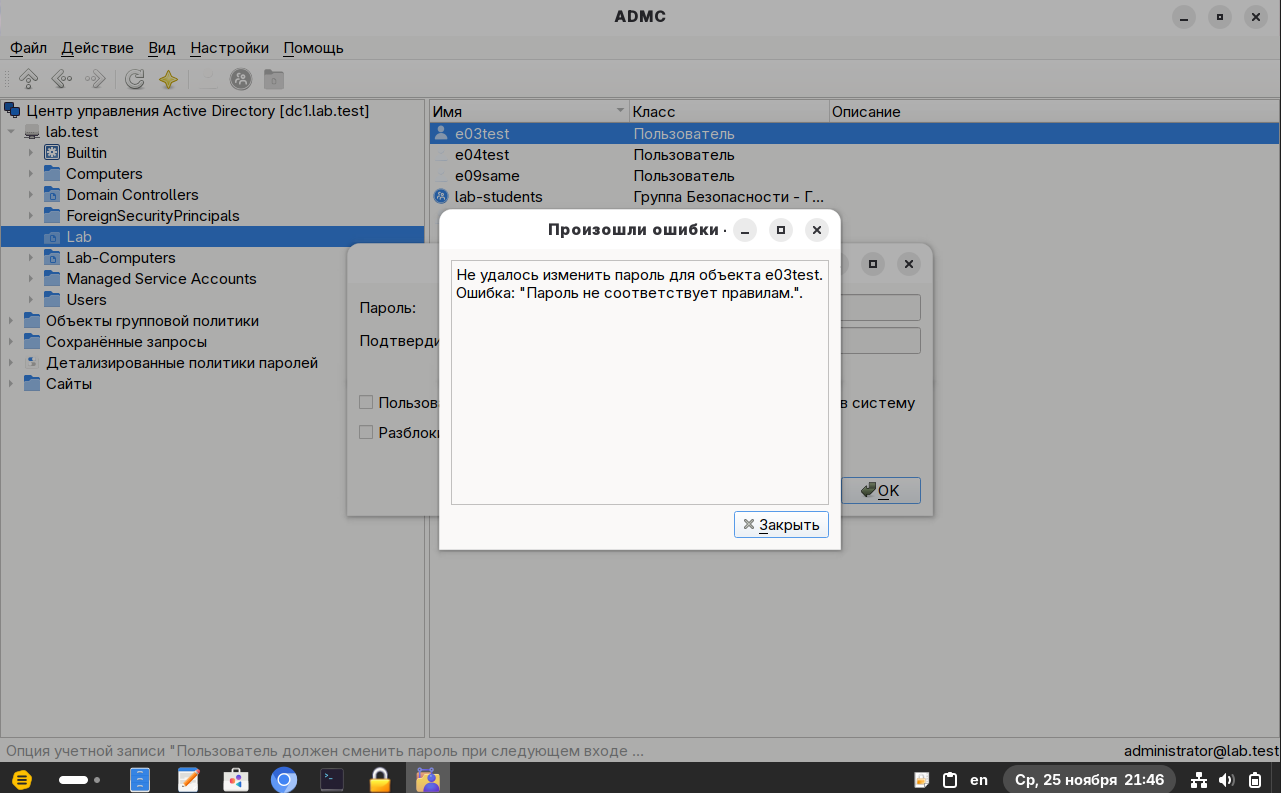 ADMC
Файл Действие Вид Настройки Помощь
Центр управления Active Directory [dc1.lab.test]
lab.test
Builtin
Computers
Domain Controllers
ForeignSecurityPrincipals
Lab
Lab-Computers
Managed Service Accounts
Users
Объекты групповой политики
Сохранённые запросы
Детализированные политики паролей
Сайты
Имя Класс Описание
e03test Пользователь
e04test Пользователь
e09same Пользователь
lab-students Группа Безопасности - Г...
Произошли ошибки ·
Не удалось изменить пароль для объекта e03test.
Ошибка: "Пароль не соответствует правилам.".
Закрыть
Пароль:
Подтверди
Пользова
в систему
Разблоки
OK
Опция учетной записи "Пользователь должен сменить пароль при следующем входе ...
administrator@lab.test
en
Ср, 25 ноября 21:46